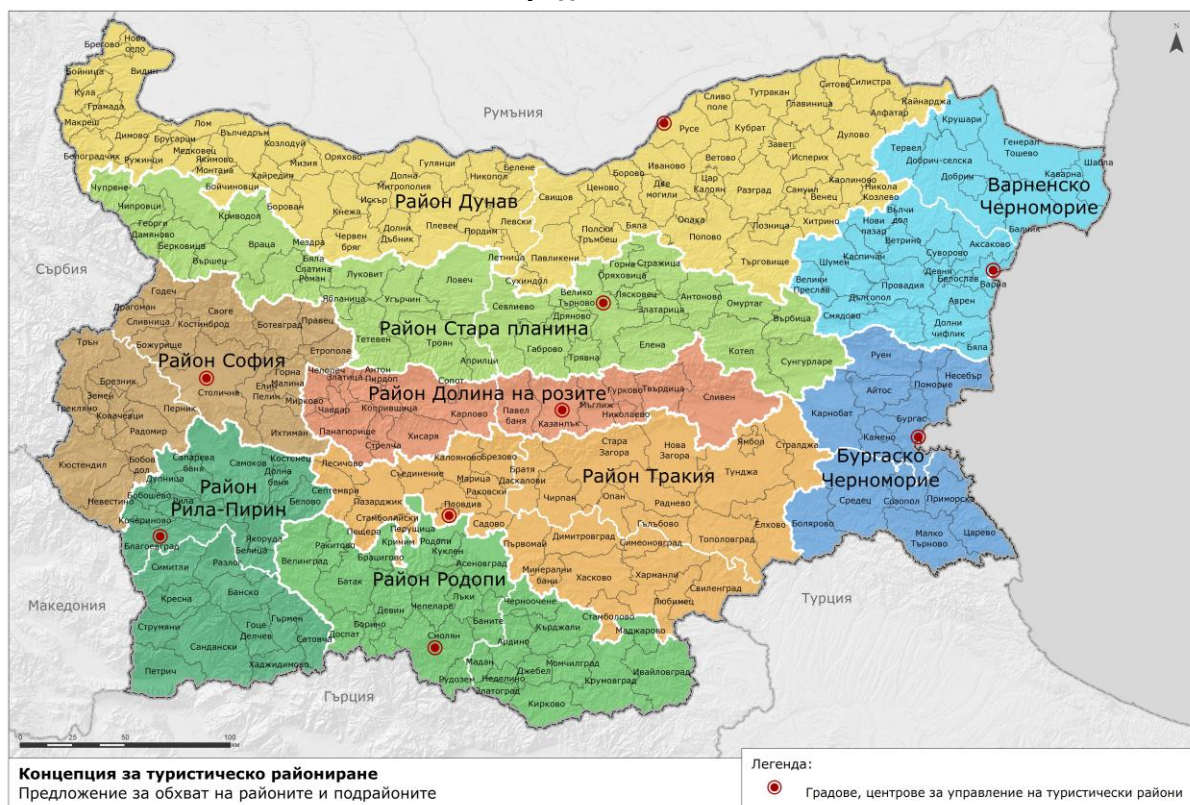 Ново
село
Брегово
Видин
Бойница
Кула
Грамада
Макреш
Димово
Лом
Брусарци
Вълчедръм
Козлодуй
Медковец
Якимово
Белоградчик
Ружинци
Монтана
Мизия
Оряхово
Хайредин
Бойчиновци
Чупрене
Чипровци
Георги
Дамяново
Берковица
Вършец
Криводол
Борован
Враца
Мездра
Бяла
Слатина
Роман
Гулянци
Долна
Митрополия
Никопол
Белене
Искър
Район Дунав
Кнежа
Долни
Дъбник
Плевен
Пордим
Левски
Червен
бряг
Летница
Свищов
Ценово
Борово
Иваново
Две
могили
Русе
Сливо
поле
Тутракан
Главиница
Ситово
Силистра
Кайнарджа
Алфатар
Дулово
Кубрат
Завет
Ветово
Исперих
Цар
Калоян
Разград
Самуил
Венец
Каолиново
Никола
Козлево
Хитрино
Лозница
Опака
Попово
Бяла
Полски
Тръмбеш
Павликени
Сухиндол
Търговище
Румъния
Сърбия
Македония
Гърция
Турция
Крушари
Тервел
Генерал
Тошево
Добрич-селска
Добрич
Шабла
Каварна
Балчик
Варненско
Черноморие
Вълчи
дол
Нови
пазар
Ветрино
Аксаково
Суворово
Каспичан
Шумен
Девня
Белослав
Варна
Велики
Преслав
Провадия
Дългопол
Аврен
Смядово
Долни
чифлик
Бяла
Луковит
Ловеч
Ябланица
Угърчин
Район Стара планина
Тетевен
Троян
Априлци
Севлиево
Велико
Търново
Горна
Оряховица
Стражица
Лясковец
Дряново
Златарица
Антоново
Омуртаг
Върбица
Габрово
Трявна
Елена
Котел
Сунгурларе
Годеч
Драгоман
Своге
Сливница
Костинброд
Ботевград
Правец
Божурище
Етрополе
Трън
Район София
Брезник
Столична
Горна
Малина
Елин
Пелин
Мирково
Земен
Трекляно
Ковачевци
Перник
Радомир
Ихтиман
Кюстендил
Бобов
дол
Невестино
Челопеч
Златица
Антон
Пирдоп
Сопот
Район Долина на розите
Чавдар
Копривщица
Карлово
Панагюрище
Хисаря
Стрелча
Павел
баня
Казанлък
Мъглиж
Гурково
Николаево
Твърдица
Сливен
Руен
Несебър
Айтос
Поморие
Карнобат
Бургас
Камено
Бургаско
Черноморие
Средец
Созопол
Приморско
Болярово
Малко
Търново
Царево
Лесичово
Калояново
Брезово
Съединение
Септември
Марица
Братя
Даскалови
Пазарджик
Раковски
Пловдив
Стамболийски
Садово
Пещера
Перущица
Кричим
Първомай
Стара
Загора
Нова
Загора
Ямбол
Стралджа
Район Тракия
Тунджа
Чирпан
Опан
Раднево
Гълъбово
Елхово
Тополовград
Димитровград
Симеоновград
Минерални
бани
Хасково
Харманли
Свиленград
Любимец
Стамболово
Маджарово
Сапарева
баня
Самоков
Костенец
Долна
баня
Дупница
Бобошево
Рила
Район
Рила-Пирин
Белово
Кочериново
Благоевград
Якоруда
Белица
Симитли
Разлог
Банско
Кресна
Гърмен
Струмяни
Гоце
Делчев
Сатовча
Сандански
Петрич
Хаджидимово
Ракитово
Велинград
Брацигово
Родопи
Куклен
Асеновград
Район Родопи
Батак
Лъки
Девин
Чепеларе
Борино
Баните
Доспат
Смолян
Мадан
Рудозем
Неделино
Златоград
Черноочене
Ардино
Кърджали
Джебел
Момчилград
Крумовград
Ивайловград
Кирково
N
0 25 50 100
км
Концепция за туристическо райониране
Предложение за обхват на районите и подрайоните
Легенда:
Градове, центрове за управление на туристически райони